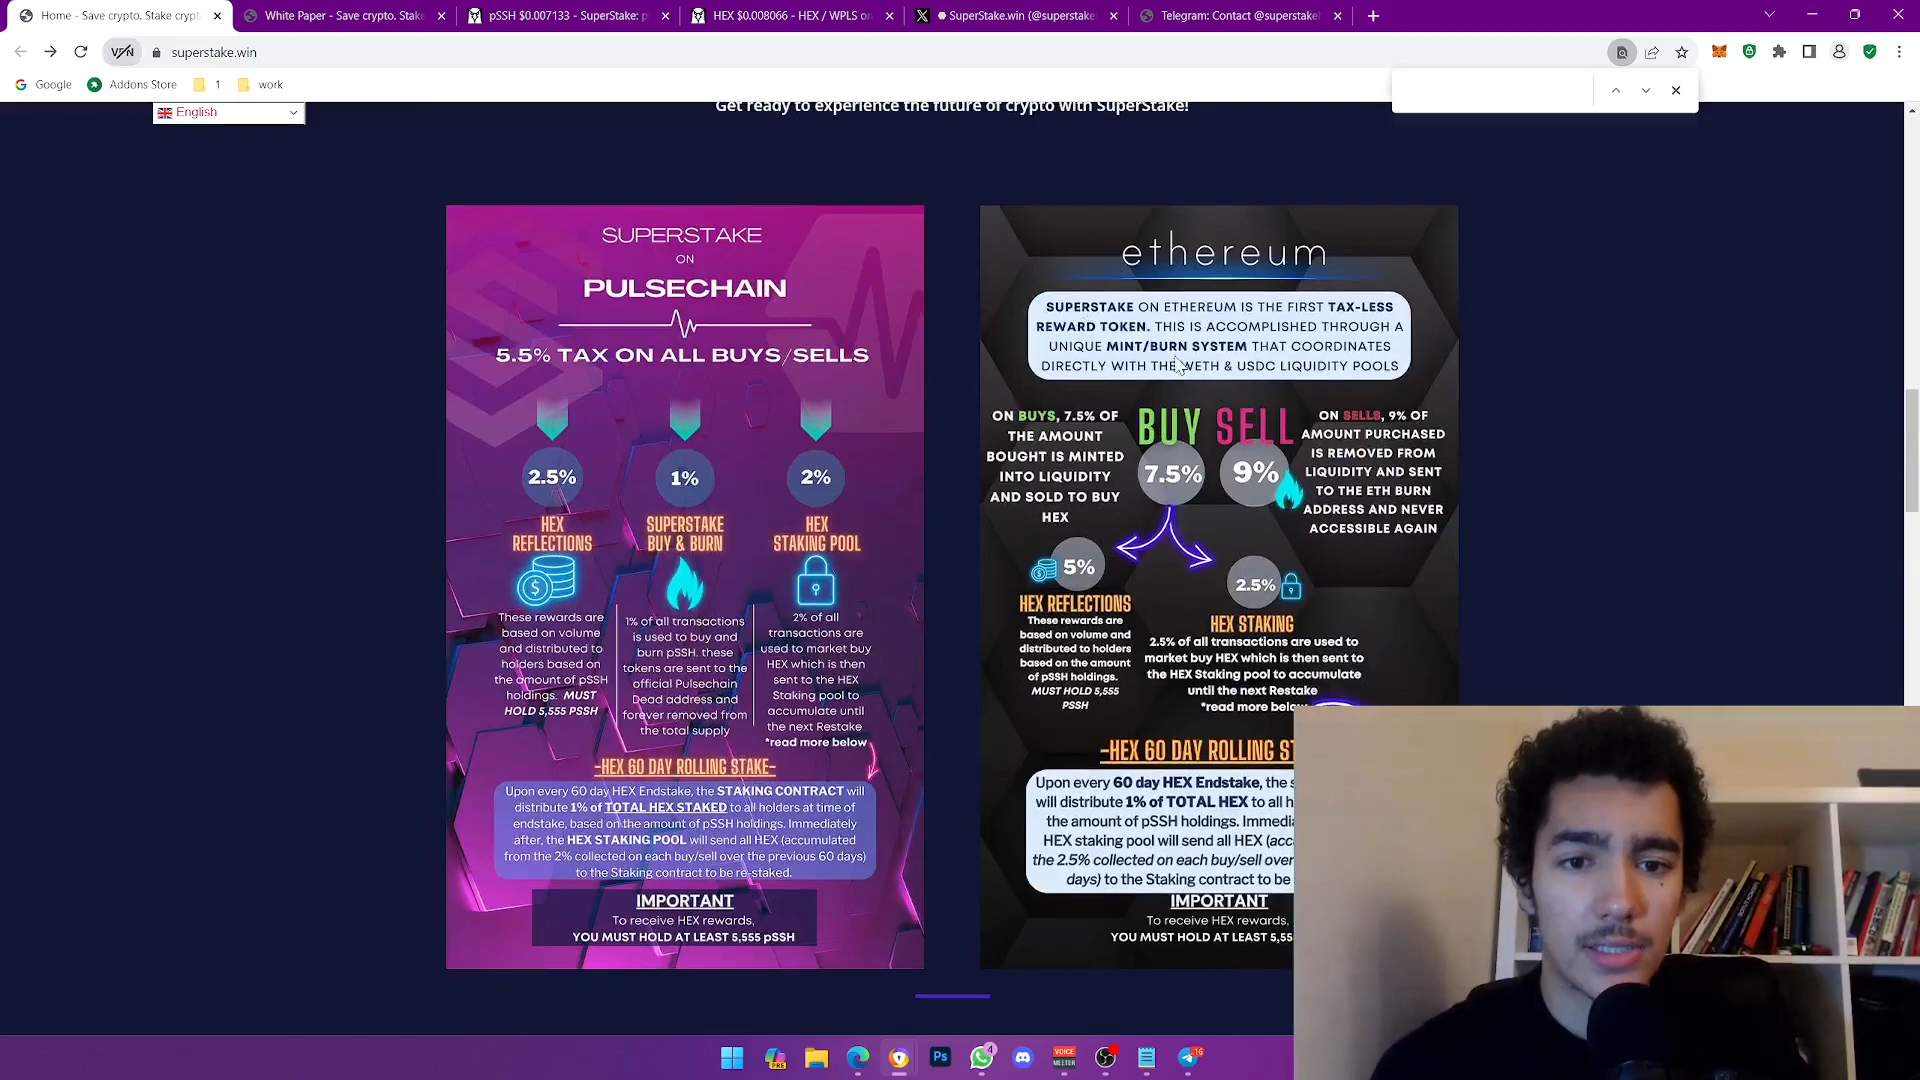 Home - Save crypto. Stake crypt
White Paper - Save crypto. Stake
pSSH $0.007133 - SuperStake: p
HEX $0.008066 - HEX / WPLS on
SuperStake.win (@superstake
Telegram: Contact @superstakel
VPN
superstake.win
Google
Addons Store
1
work
English
Get ready to experience the future of crypto with SuperStake!
SUPERSTAKE
ON
PULSECHAIN
5.5% TAX ON ALL BUYS/SELLS
2.5%
1%
2%
HEX
REFLECTIONS
SUPERSTAKE
BUY & BURN
HEX
STAKING POOL
These rewards are
based on volume
and distributed to
holders based on
the amount of pSSH
holdings. MUST
HOLD 5,555 PSSH
1% of all transactions
is used to buy and
burn pSSH. these
tokens are sent to the
official Pulsechain
Dead address and
forever removed from
the total supply
2% of all
transactions are
used to market buy
HEX which is then
sent to the HEX
Staking pool to
accumulate until
the next Restake
*read more below
-HEX 60 DAY ROLLING STAKE-
Upon every 60 day HEX Endstake, the STAKING CONTRACT will
distribute 1% of TOTAL HEX STAKED to all holders at time of
endstake, based on the amount of pSSH holdings. Immediately
after, the HEX STAKING POOL will send all HEX (accumulated
from the 2% collected on each buy/sell over the previous 60 days)
to the Staking contract to be re-staked.
IMPORTANT
To receive HEX rewards,
YOU MUST HOLD AT LEAST 5,555 pSSH
ethereum
SUPERSTAKE ON ETHEREUM IS THE FIRST TAX-LESS
REWARD TOKEN. THIS IS ACCOMPLISHED THROUGH A
UNIQUE MINT/BURN SYSTEM THAT COORDINATES
DIRECTLY WITH THE WETH & USDC LIQUIDITY POOLS
ON BUYS, 7.5% OF
THE AMOUNT
BOUGHT IS MINTED
INTO LIQUIDITY
AND SOLD TO BUY
HEX
BUY SELL
7.5%
9%
ON SELLS, 9% OF
AMOUNT PURCHASED
IS REMOVED FROM
LIQUIDITY AND SENT
TO THE ETH BURN
ADDRESS AND NEVER
ACCESSIBLE AGAIN
5%
HEX REFLECTIONS
These rewards are
based on volume and
distributed to holders
based on the amount
of pSSH holdings.
MUST HOLD 5,555
PSSH
2.5%
HEX STAKING
2.5% of all transactions are used to
market buy HEX which is then sent to
the HEX Staking pool to accumulate
until the next Restake
*read more below
-HEX 60 DAY ROLLING ST
Upon every 60 day HEX Endstake, the s
will distribute 1% of TOTAL HEX to all h
the amount of pSSH holdings. Immedia
HEX staking pool will send all HEX (acc
the 2.5% collected on each buy/sell over
days) to the Staking contract to be
IMPORTANT
To receive HEX rewards,
YOU MUST HOLD AT LEAST 5,55
PRE
Ps
4
VOICE
MEETER
16